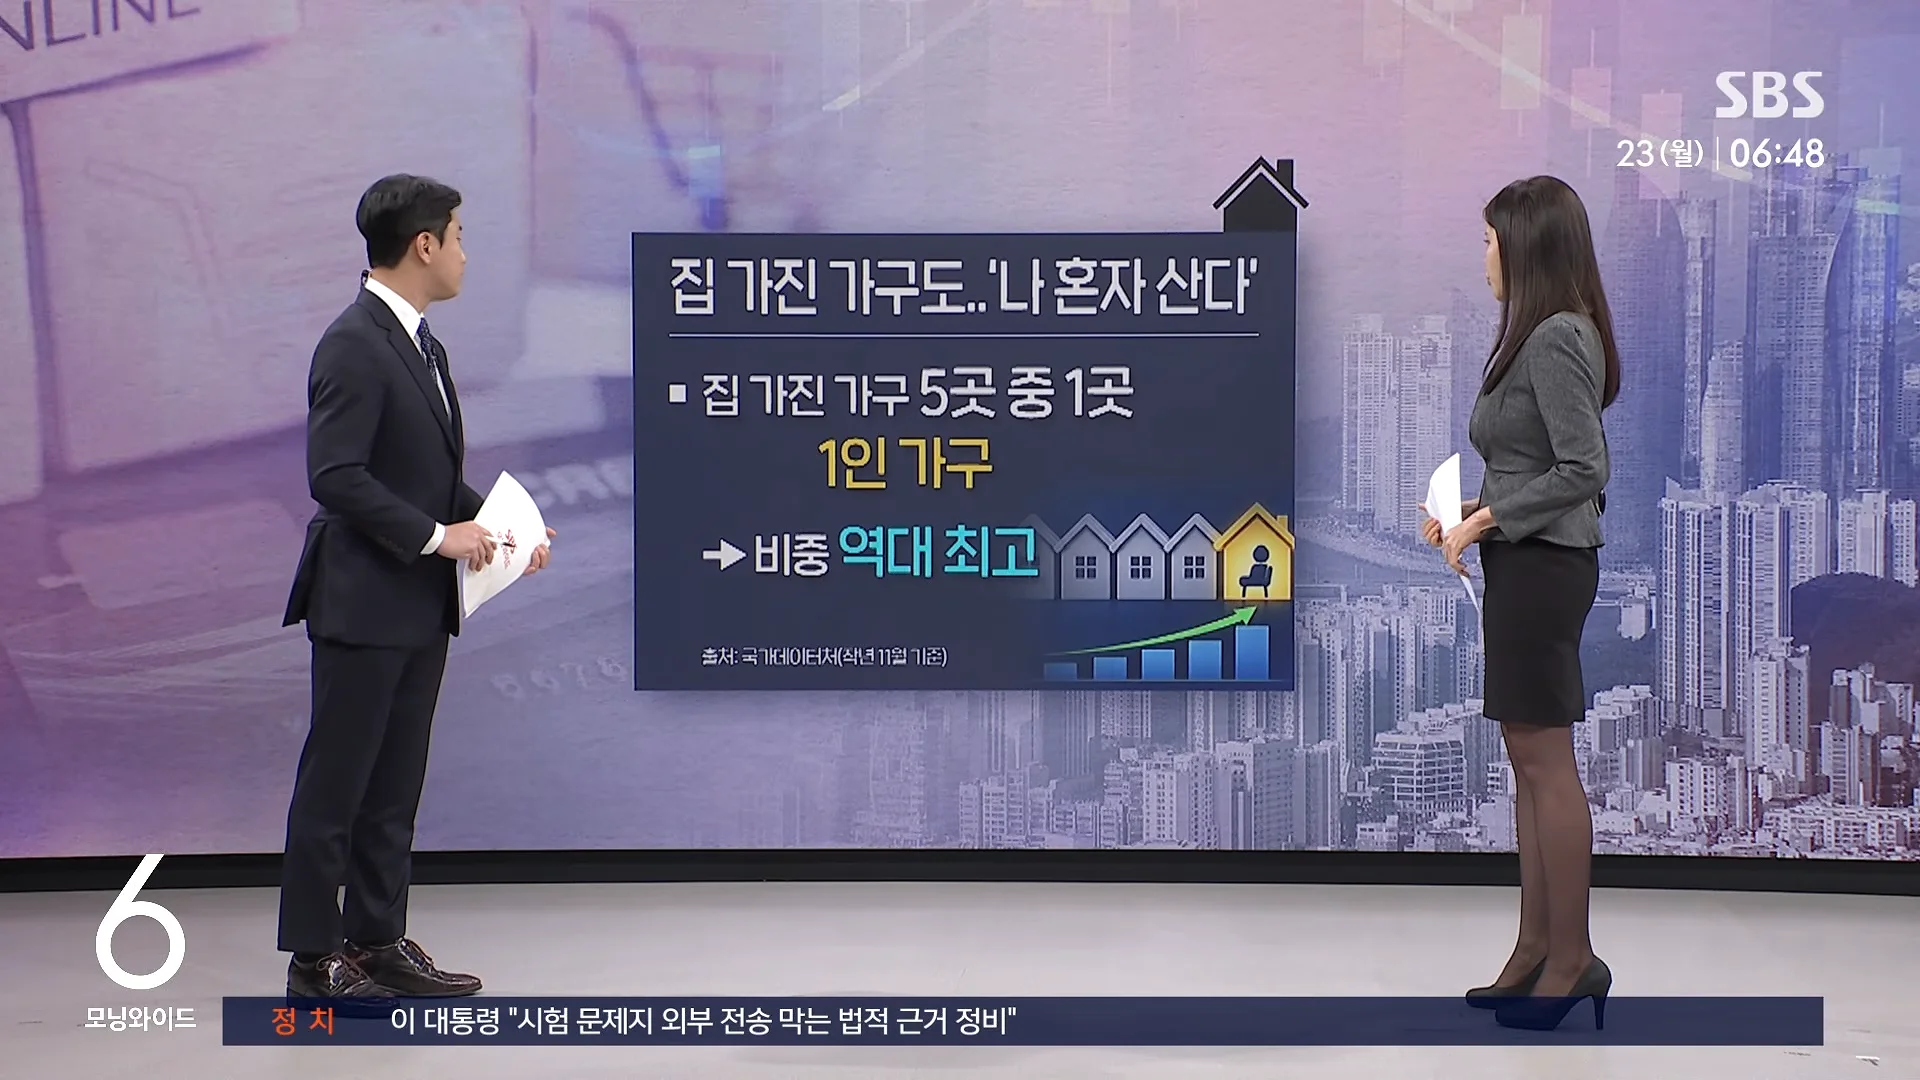 NLINE
SBS
23(월) 06:48
집 가진 가구도..‘나 혼자 산다’
▪ 집 가진 가구 5곳 중 1곳
1인 가구
➔ 비중 역대 최고
출처: 국가데이터처(작년 11월 기준)
6
모닝와이드
정 치 이 대통령 "시험 문제지 외부 전송 막는 법적 근거 정비"